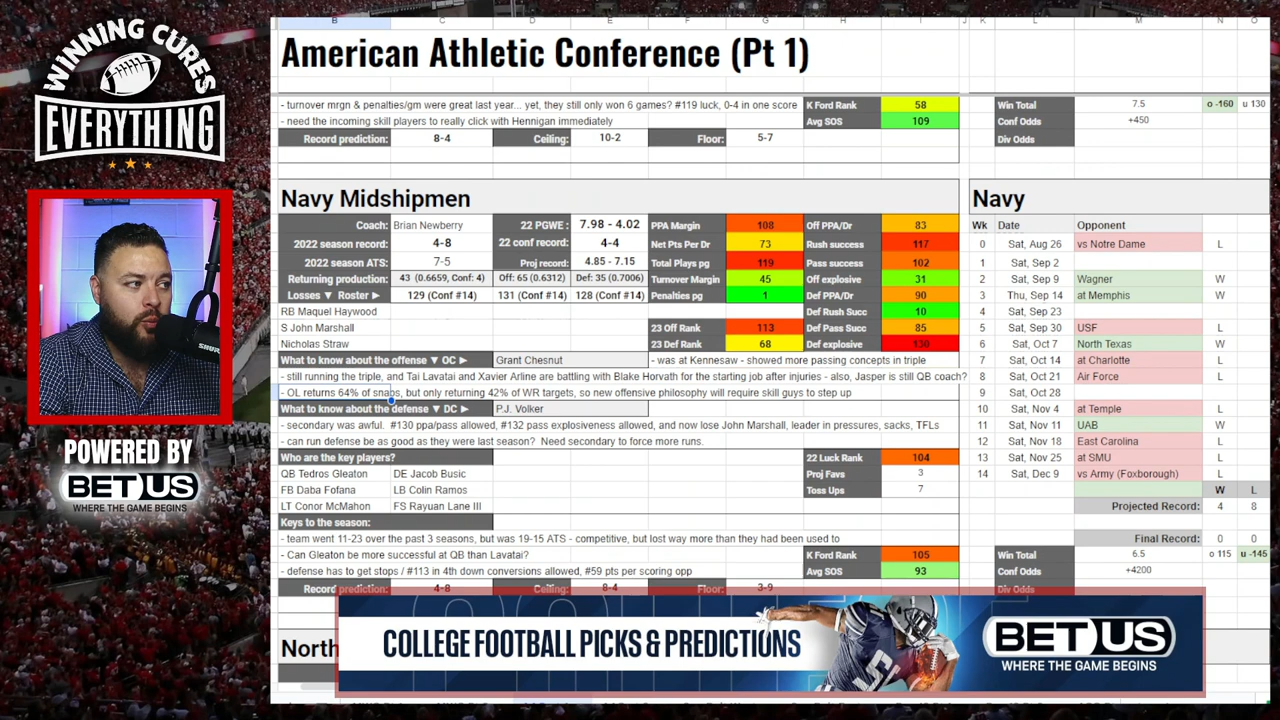 WINNING CURES
EVERYTHING
POWERED BY
BETUS
WHERE THE GAME BEGINS
B C D E F G H I J K L M N O
American Athletic Conference (Pt 1)
- turnover mrgn & penalties/gm were great last year... yet, they still only won 6 games? #119 luck, 0-4 in one score K Ford Rank 58 Win Total 7.5 o -160 u 130
- need the incoming skill players to really click with Hennigan immediately Avg SOS 109 Conf Odds +450
Record prediction: 8-4 Ceiling: 10-2 Floor: 5-7 Div Odds
Navy Midshipmen Navy
Coach: Brian Newberry 22 PGWE : 7.98 - 4.02 PPA Margin 108 Off PPA/Dr 83 Wk Date Opponent
2022 season record: 4-8 22 conf record: 4-4 Net Pts Per Dr 73 Rush success 117 0 Sat, Aug 26 vs Notre Dame L
2022 season ATS: 7-5 Proj record: 4.85 - 7.15 Total Plays pg 119 Pass success 102 1 Sat, Sep 2
Returning production: 43 (0.6659, Conf: 4) Off: 65 (0.6312) Def: 35 (0.7006) Turnover Margin 45 Off explosive 31 2 Sat, Sep 9 Wagner W
Losses ▼ Roster ► 129 (Conf #14) 131 (Conf #14) 128 (Conf #14) Penalties pg 1 Def PPA/Dr 90 3 Thu, Sep 14 at Memphis W
RB Maquel Haywood Def Rush Succ 10 4 Sat, Sep 23
S John Marshall 23 Off Rank 113 Def Pass Succ 85 5 Sat, Sep 30 USF L
Nicholas Straw 23 Def Rank 68 Def explosive 130 6 Sat, Oct 7 North Texas W
What to know about the offense ▼ OC ► Grant Chesnut - was at Kennesaw - showed more passing concepts in triple 7 Sat, Oct 14 at Charlotte L
- still running the triple, and Tai Lavatai and Xavier Arline are battling with Blake Horvath for the starting job after injuries - also, Jasper is still QB coach? 8 Sat, Oct 21 Air Force L
- OL returns 64% of snaps, but only returning 42% of WR targets, so new offensive philosophy will require skill guys to step up 9 Sat, Oct 28
What to know about the defense ▼ DC ► P.J. Volker 10 Sat, Nov 4 at Temple L
- secondary was awful. #130 ppa/pass allowed, #132 pass explosiveness allowed, and now lose John Marshall, leader in pressures, sacks, TFLs 11 Sat, Nov 11 UAB W
- can run defense be as good as they were last season? Need secondary to force more runs. 12 Sat, Nov 18 East Carolina L
Who are the key players? 22 Luck Rank 104 13 Sat, Nov 25 at SMU L
QB Tedros Gleaton DE Jacob Busic Proj Favs 3 14 Sat, Dec 9 vs Army (Foxborough) L
FB Daba Fofana LB Colin Ramos Toss Ups 7 W L
LT Conor McMahon FS Rayuan Lane III Projected Record: 4 8
Keys to the season:
- team went 11-23 over the past 3 seasons, but was 19-15 ATS - competitive, but lost way more than they had been used to Final Record: 0 0
- Can Gleaton be more successful at QB than Lavatai? K Ford Rank 105 Win Total 6.5 o 115 u -145
- defense has to get stops / #113 in 4th down conversions allowed, #59 pts per scoring opp Avg SOS 93 Conf Odds +4200
Record prediction: 4-8 Ceiling: 8-4 Floor: 3-9 Div Odds
North
COLLEGE FOOTBALL PICKS & PREDICTIONS
BETUS
WHERE THE GAME BEGINS